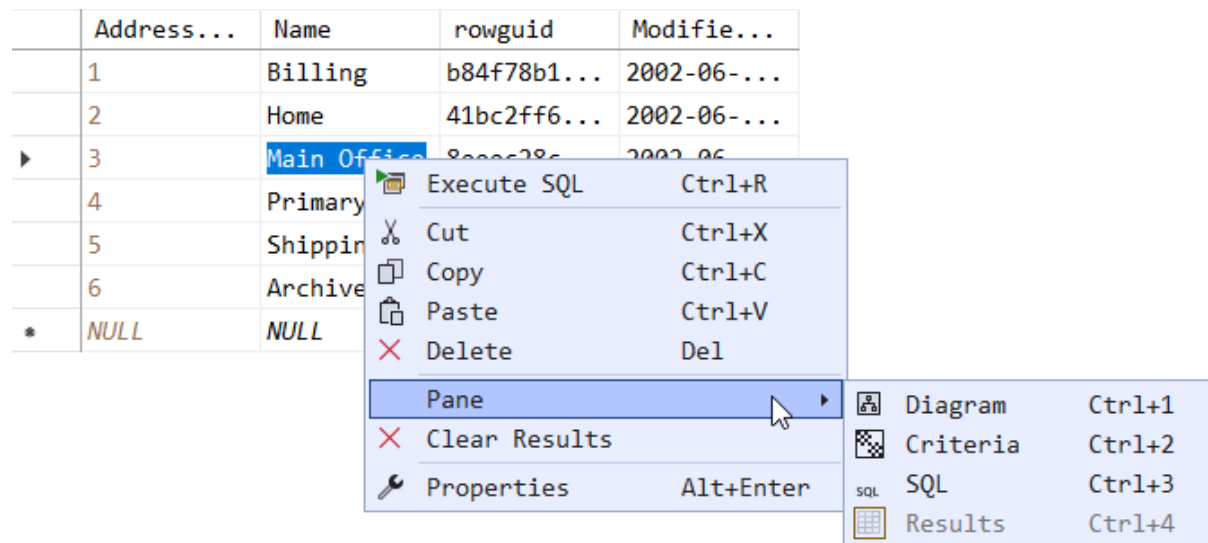 Address... Name rowguid Modifie...
1 Billing b84f78b1... 2002-06-...
2 Home 41bc2ff6... 2002-06-...
3 Main Office
4 Primary
5 Shippin
6 Archive
NULL NULL
Execute SQL Ctrl+R
Cut Ctrl+X
Copy Ctrl+C
Paste Ctrl+V
Delete Del
Pane
Clear Results
Properties Alt+Enter
Diagram Ctrl+1
Criteria Ctrl+2
SQL SQL Ctrl+3
Results Ctrl+4